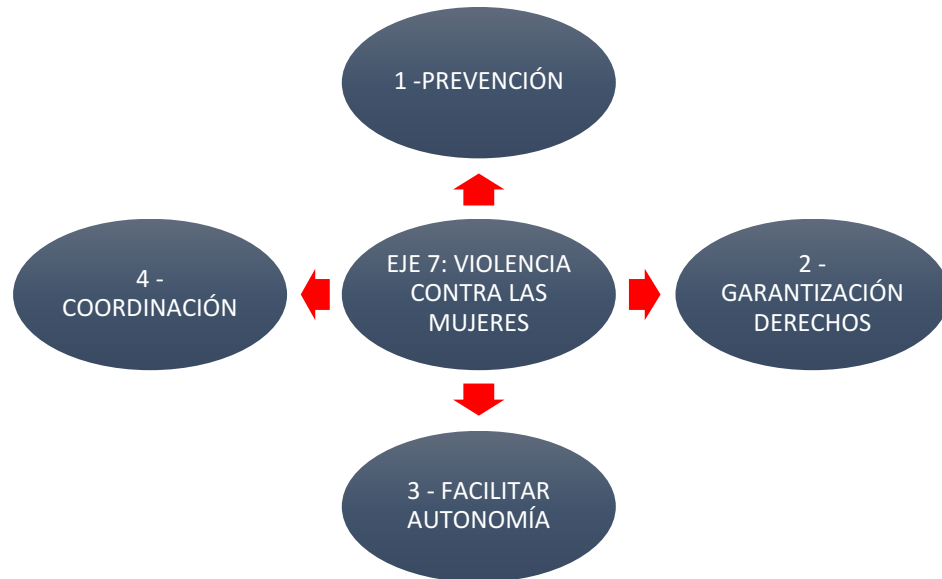 1 -PREVENCIÓN
4 -
COORDINACIÓN
EJE 7: VIOLENCIA
CONTRA LAS
MUJERES
2 -
GARANTIZACIÓN
DERECHOS
3 - FACILITAR
AUTONOMÍA